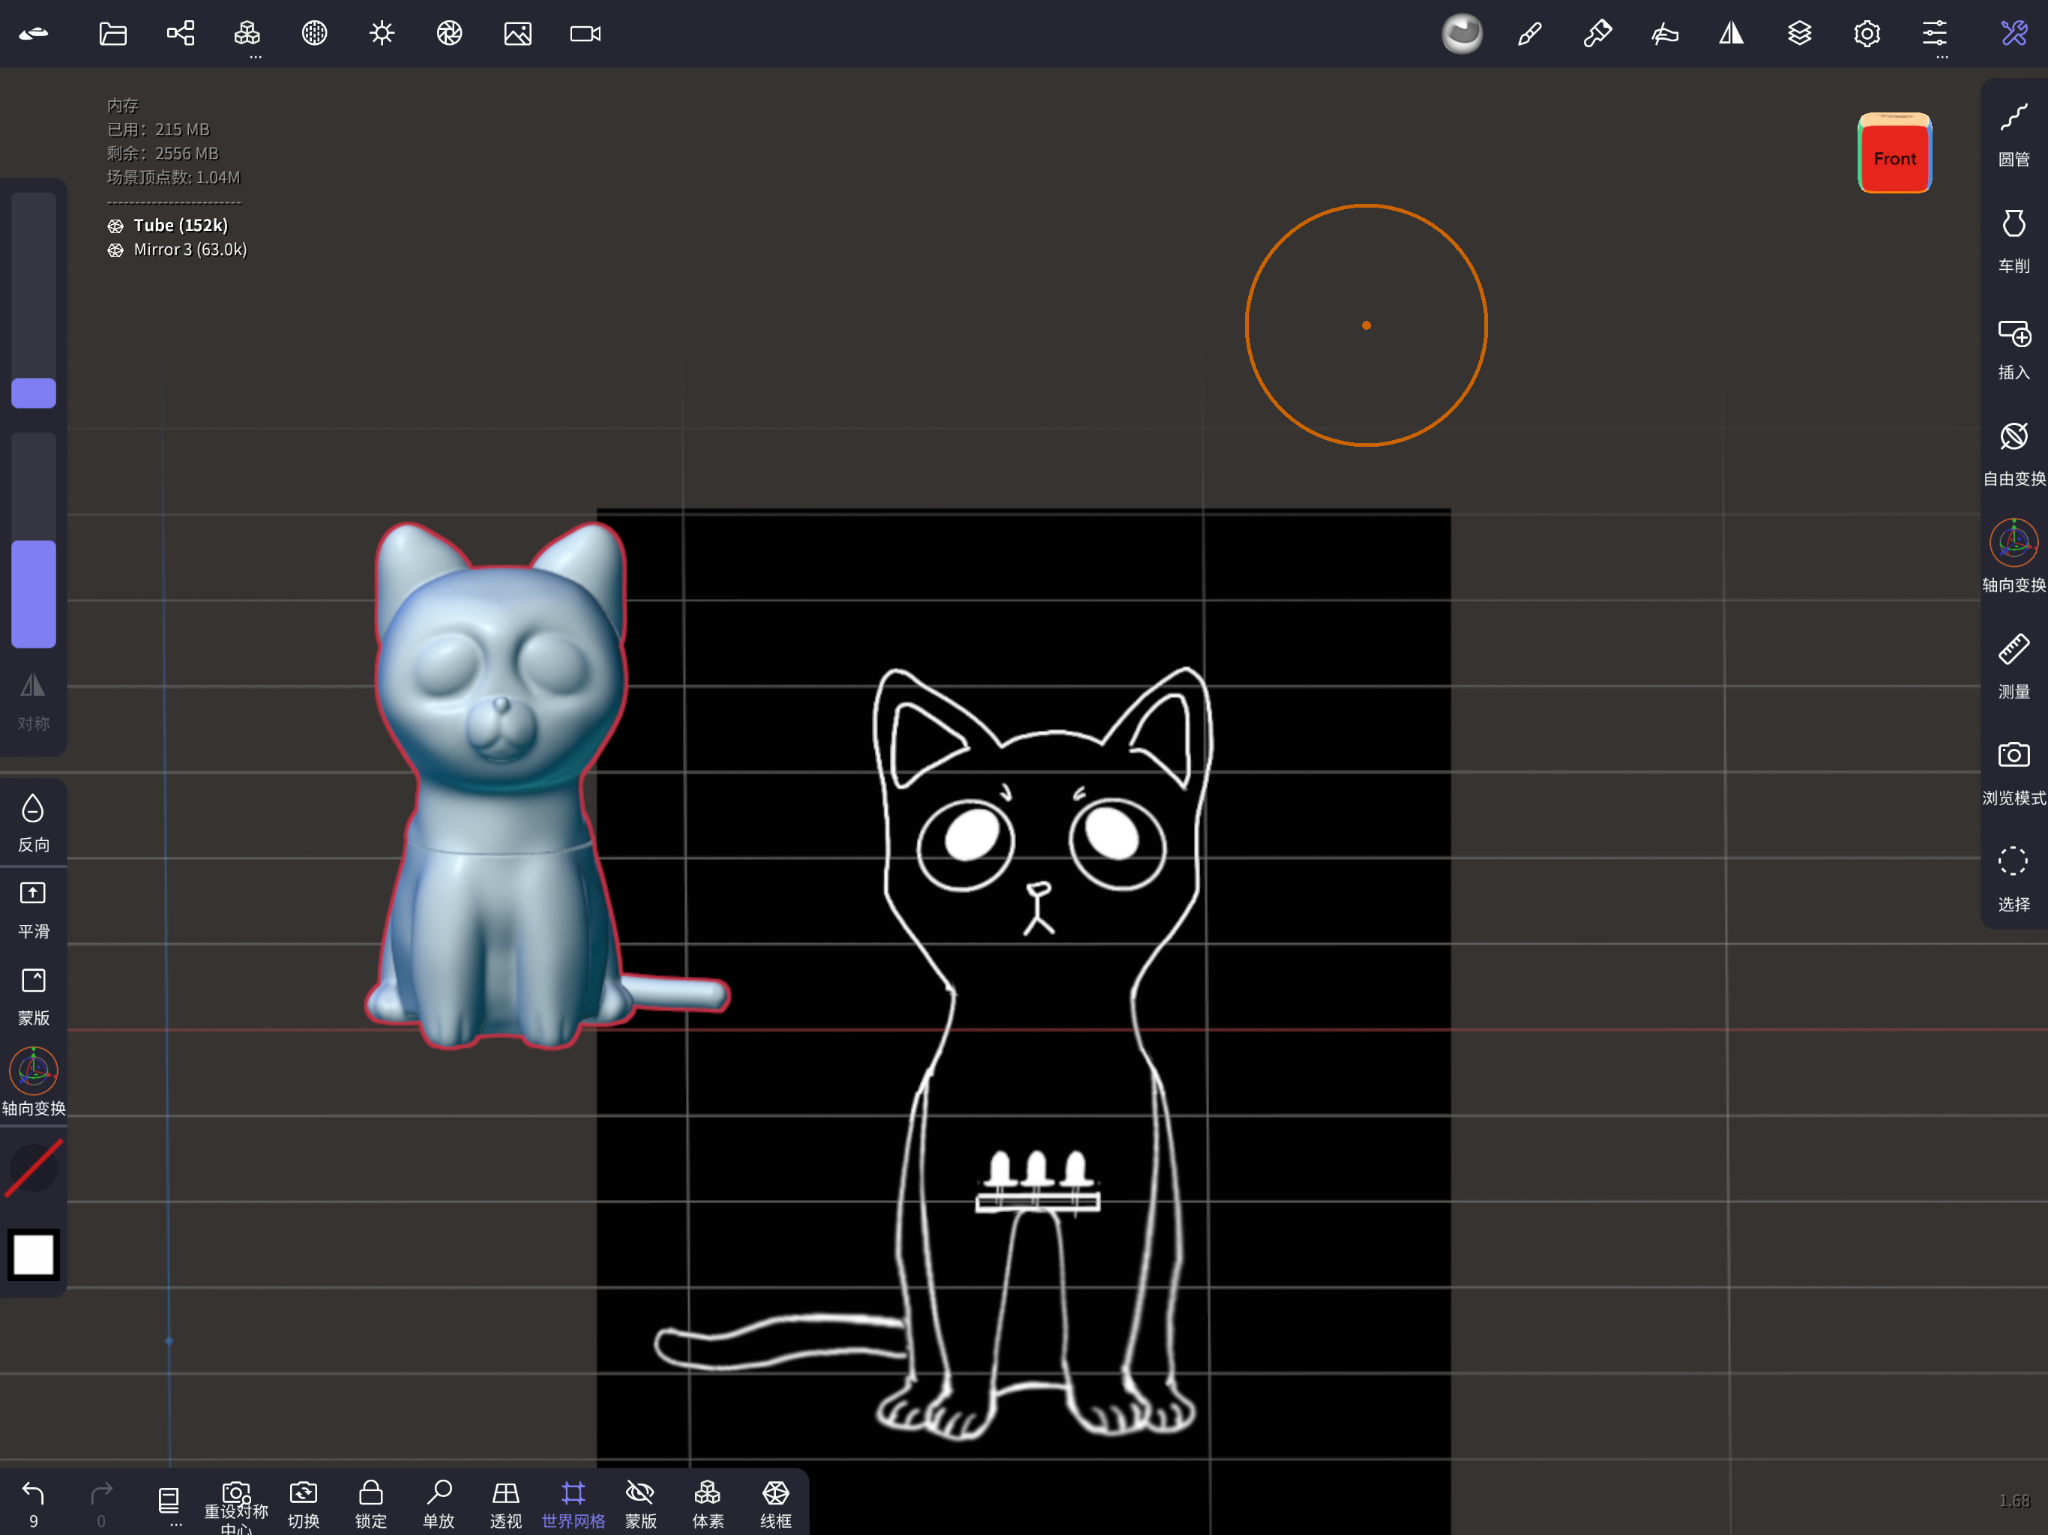 内存
已用：215 MB
剩余：2556 MB
场景顶点数: 1.04M
------------------------
Tube (152k)
Mirror 3 (63.0k)
Front
圆管
车削
插入
自由变换
轴向变换
测量
浏览模式
选择
对称
反向
平滑
蒙版
轴向变换
9
0
...
重设对称
中心
切换
锁定
单放
透视
世界网格
蒙版
体素
线框
1.68